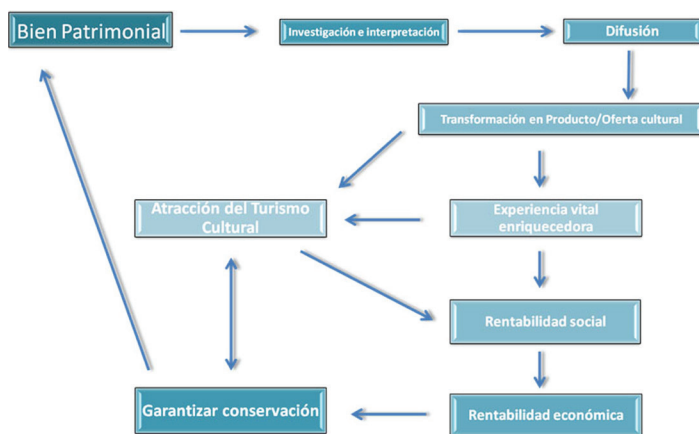 Bien Patrimonial
Investigación e interpretación
Difusión
Transformación en Producto/Oferta cultural
Atracción del Turismo
Cultural
Experiencia vital
enriquecedora
Rentabilidad social
Garantizar conservación
Rentabilidad económica